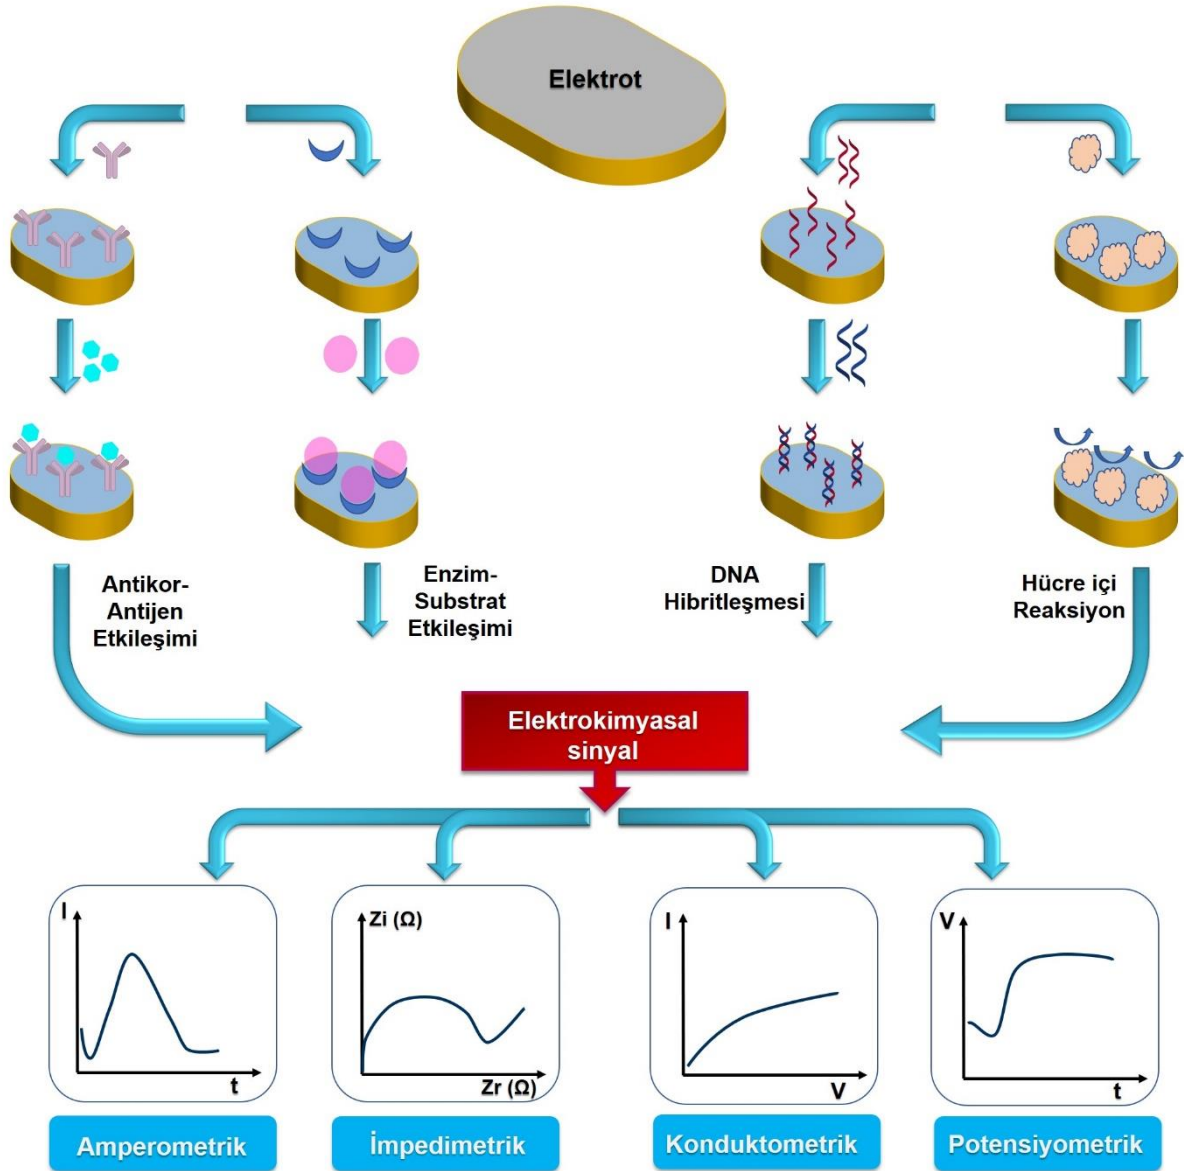 Elektrot
Antikor-
Antijen
Etkileşimi
Enzim-
Substrat
Etkileşimi
DNA
Hibritleşmesi
Hücre içi
Reaksiyon
Elektrokimyasal
sinyal
I
t
Zi (Ω)
Zr (Ω)
I
V
V
t
Amperometrik
İmpedimetrik
Konduktometrik
Potensiyometrik